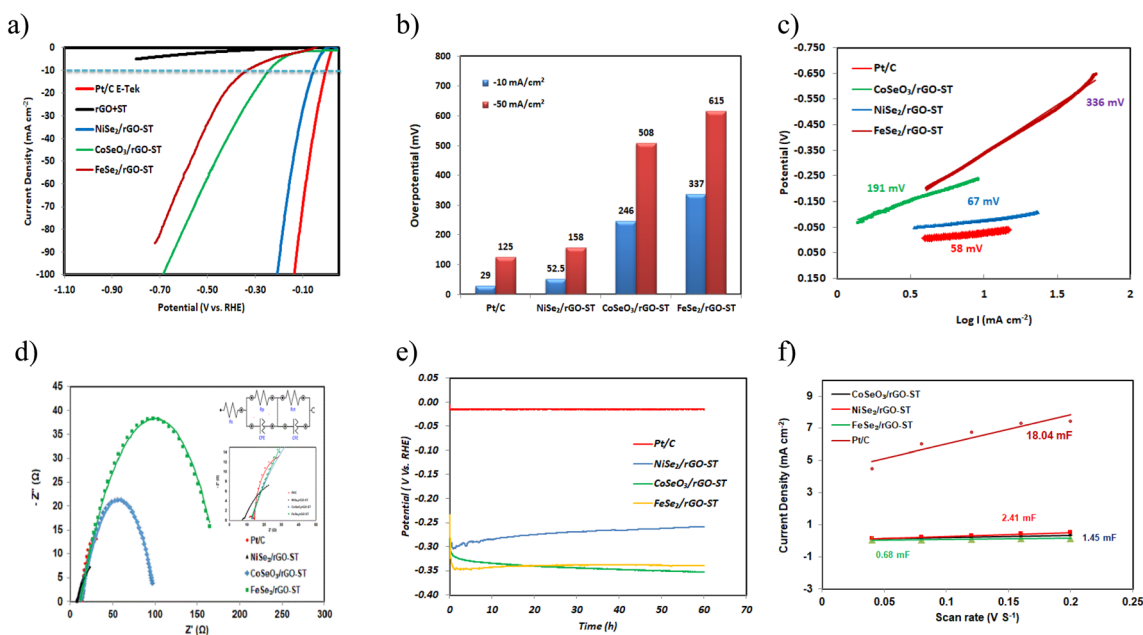 a)
0
-10
-20
-30
-40
-50
-60
-70
-80
-90
-100
-1.10
-0.90
-0.70
-0.50
-0.30
-0.10
Current Density (mA cm⁻²)
Potential (V vs. RHE)
Pt/C E-Tek
rGO+ST
NiSe₂/rGO-ST
CoSeO₃/rGO-ST
FeSe₂/rGO-ST
b)
800
700
600
500
400
300
200
100
0
Overpotential (mV)
-10 mA/cm²
-50 mA/cm²
29
125
52.5
158
246
508
337
615
Pt/C
NiSe₂/rGO-ST
CoSeO₃/rGO-ST
FeSe₂/rGO-ST
c)
-0.750
-0.650
-0.550
-0.450
-0.350
-0.250
-0.150
-0.050
0.050
0.150
Potential (V)
Pt/C
CoSeO₃/rGO-ST
NiSe₂/rGO-ST
FeSe₂/rGO-ST
336 mV
191 mV
67 mV
58 mV
0
0.5
1
1.5
2
Log I (mA cm⁻²)
d)
45
40
35
30
25
20
15
10
5
0
- Z'' (Ω)
Pt/C
NiSe₂/rGO-ST
CoSeO₃/rGO-ST
FeSe₂/rGO-ST
0
50
100
150
200
250
300
Z' (Ω)
e)
0.05
0.00
-0.05
-0.10
-0.15
-0.20
-0.25
-0.30
-0.35
-0.40
Potential ( V Vs. RHE)
Pt/C
NiSe₂/rGO-ST
CoSeO₃/rGO-ST
FeSe₂/rGO-ST
0
10
20
30
40
50
60
70
Time (h)
f)
9
7
5
3
1
-1
-3
Current Density (mA cm⁻²)
CoSeO₃/rGO-ST
NiSe₂/rGO-ST
FeSe₂/rGO-ST
Pt/C
18.04 mF
2.41 mF
1.45 mF
0.68 mF
0
0.05
0.1
0.15
0.2
0.25
Scan rate (V S⁻¹)